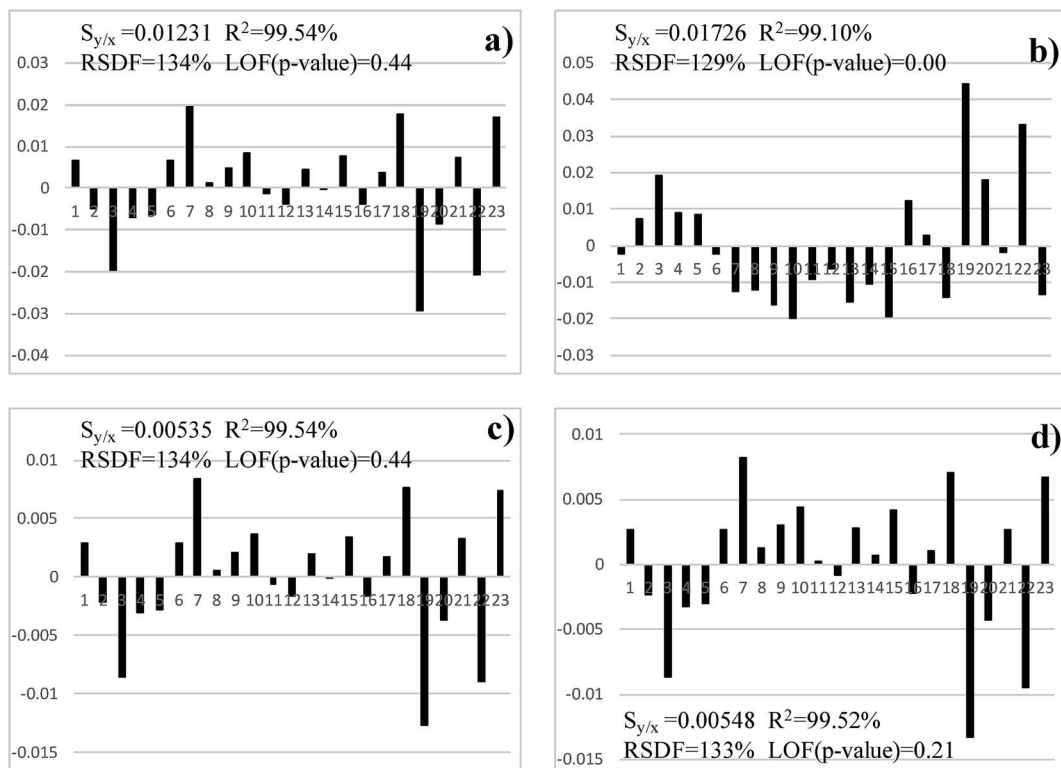 S_y/x =0.01231 R²=99.54%
RSDF=134% LOF(p-value)=0.44
a)
0.03
0.02
0.01
0
-0.01
-0.02
-0.03
-0.04
1 2 3 4 5 6 7 8 9 10 11 12 13 14 15 16 17 18 19 20 21 22 23
S_y/x =0.01726 R²=99.10%
RSDF=129% LOF(p-value)=0.00
b)
0.05
0.04
0.03
0.02
0.01
0
-0.01
-0.02
-0.03
1 2 3 4 5 6 7 8 9 10 11 12 13 14 15 16 17 18 19 20 21 22 23
S_y/x =0.00535 R²=99.54%
RSDF=134% LOF(p-value)=0.44
c)
0.01
0.005
0
-0.005
-0.01
-0.015
1 2 3 4 5 6 7 8 9 10 11 12 13 14 15 16 17 18 19 20 21 22 23
d)
0.01
0.005
0
-0.005
-0.01
-0.015
1 2 3 4 5 6 7 8 9 10 11 12 13 14 15 16 17 18 19 20 21 22 23
S_y/x =0.00548 R²=99.52%
RSDF=133% LOF(p-value)=0.21